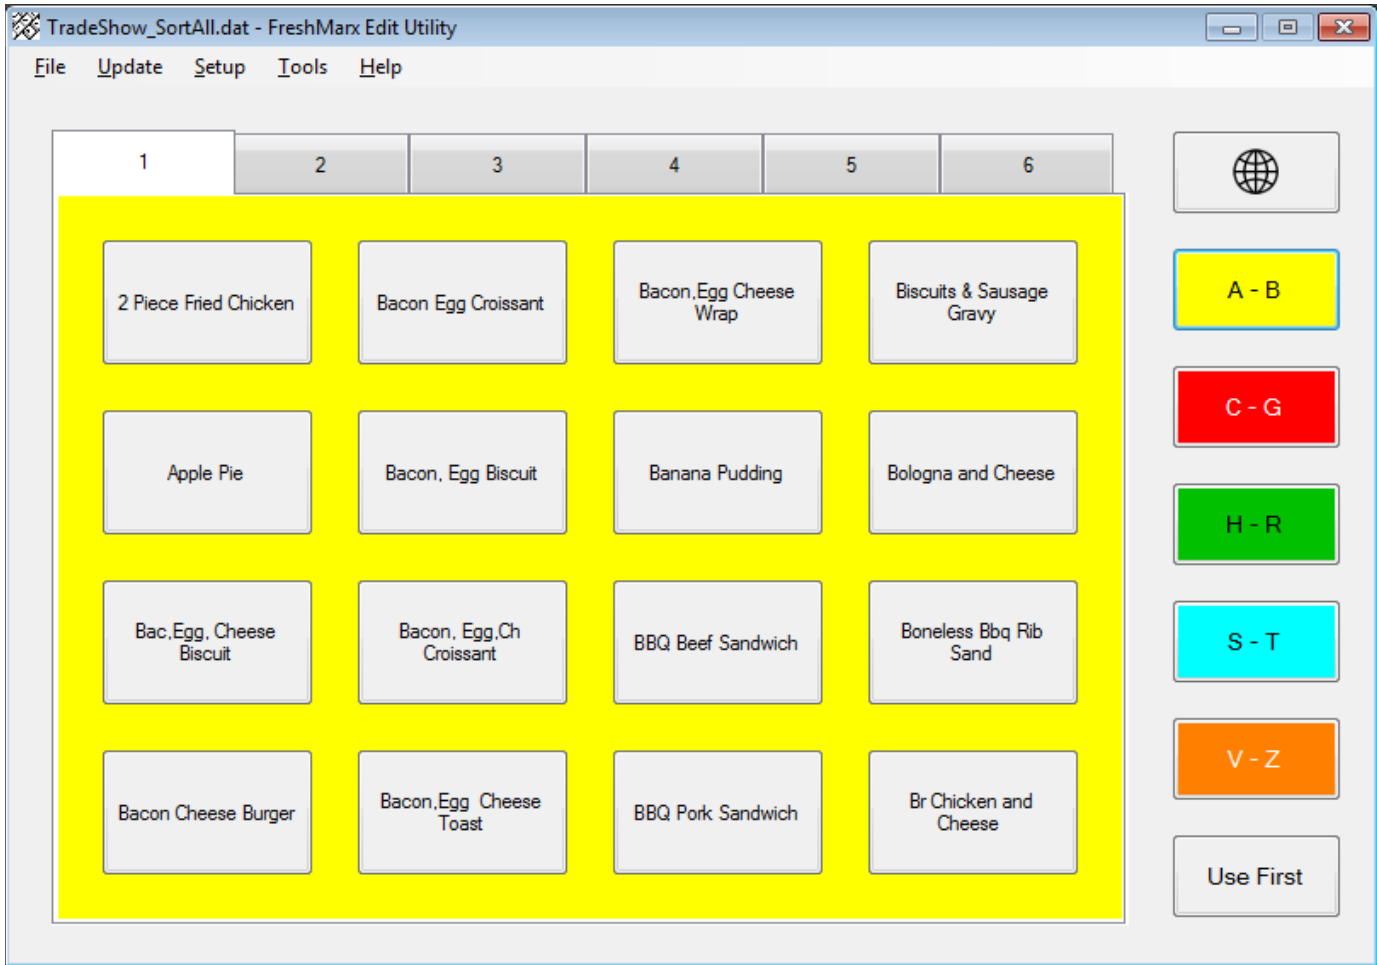 TradeShow_SortAll.dat - FreshMarx Edit Utility
File Update Setup Tools Help
1 2 3 4 5 6
2 Piece Fried Chicken
Bacon Egg Croissant
Bacon,Egg Cheese
Wrap
Biscuits & Sausage
Gravy
Apple Pie
Bacon, Egg Biscuit
Banana Pudding
Bologna and Cheese
Bac,Egg, Cheese
Biscuit
Bacon, Egg,Ch
Croissant
BBQ Beef Sandwich
Boneless Bbq Rib
Sand
Bacon Cheese Burger
Bacon,Egg  Cheese
Toast
BBQ Pork Sandwich
Br Chicken and
Cheese
A - B
C - G
H - R
S - T
V - Z
Use First